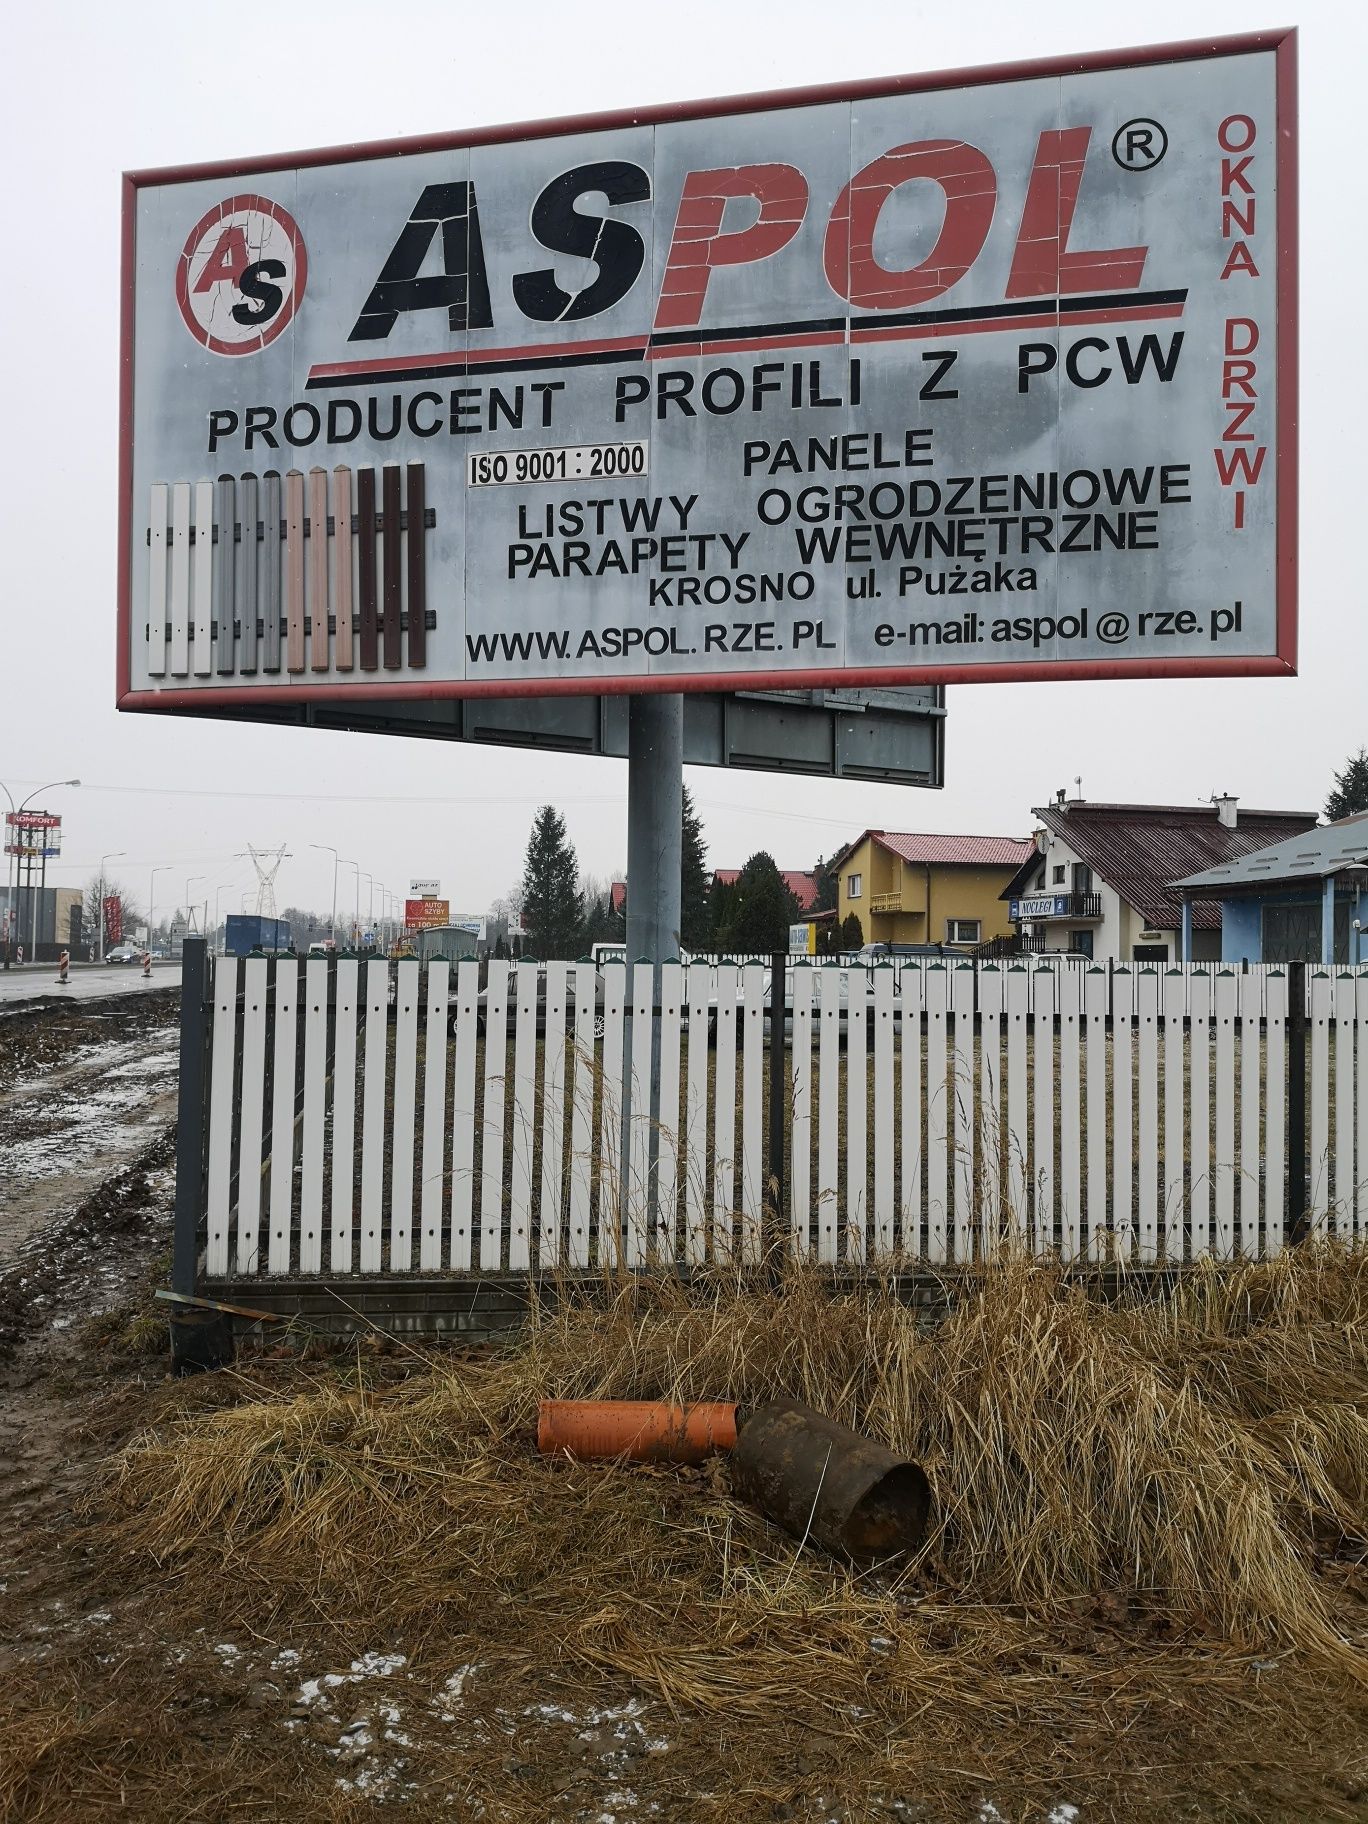 AS
ASPOL®
PRODUCENT PROFILI Z PCW
ISO 9001 : 2000
PANELE
LISTWY OGRODZENIOWE
PARAPETY WEWNĘTRZNE
KROSNO ul. Pużaka
WWW.ASPOL.RZE.PL e-mail: aspol@rze.pl
OKNA DRZWI
KOMFORT
AUTO
SZYBY
NOCLEGI